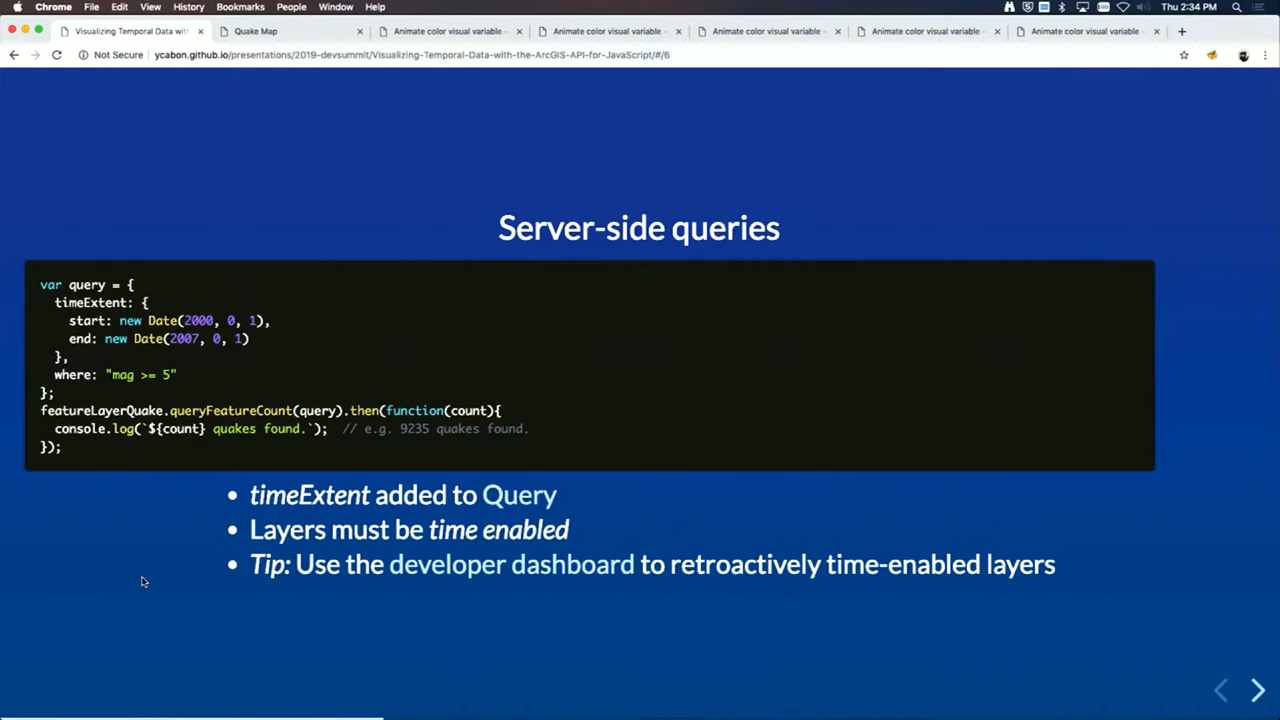 Chrome File Edit View History Bookmarks People Window Help Thu 2:34 PM
Visualizing Temporal Data with Quake Map Animate color visual variable - Animate color visual variable - Animate color visual variable - Animate color visual variable - Animate color visual variable -
Not Secure ycabon.github.io/presentations/2019-devsummit/Visualizing-Temporal-Data-with-the-ArcGIS-API-for-JavaScript/#/6
Server-side queries
var query = {
timeExtent: {
start: new Date(2000, 0, 1),
end: new Date(2007, 0, 1)
},
where: "mag >= 5"
};
featureLayerQuake.queryFeatureCount(query).then(function(count){
console.log(`${count} quakes found.`); // e.g. 9235 quakes found.
});
• timeExtent added to Query
• Layers must be time enabled
• Tip: Use the developer dashboard to retroactively time-enabled layers